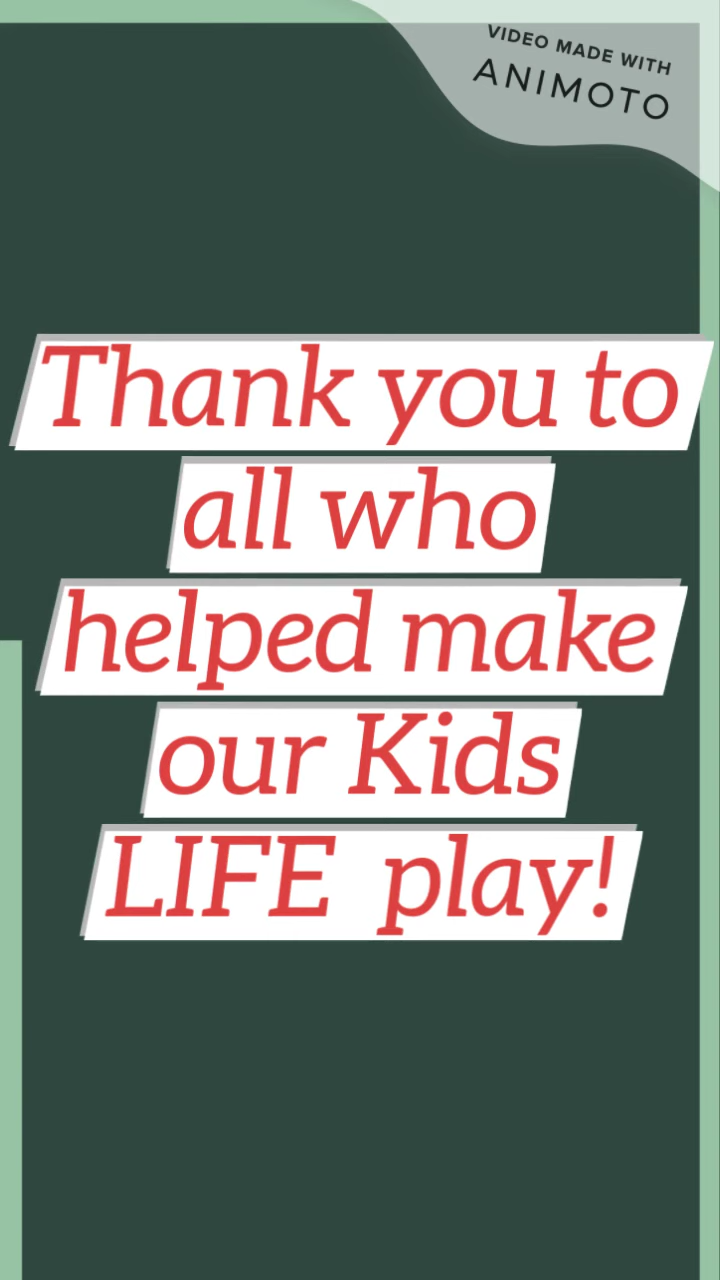 VIDEO MADE WITH
ANIMOTO
Thank you to
all who
helped make
our Kids
LIFE play!